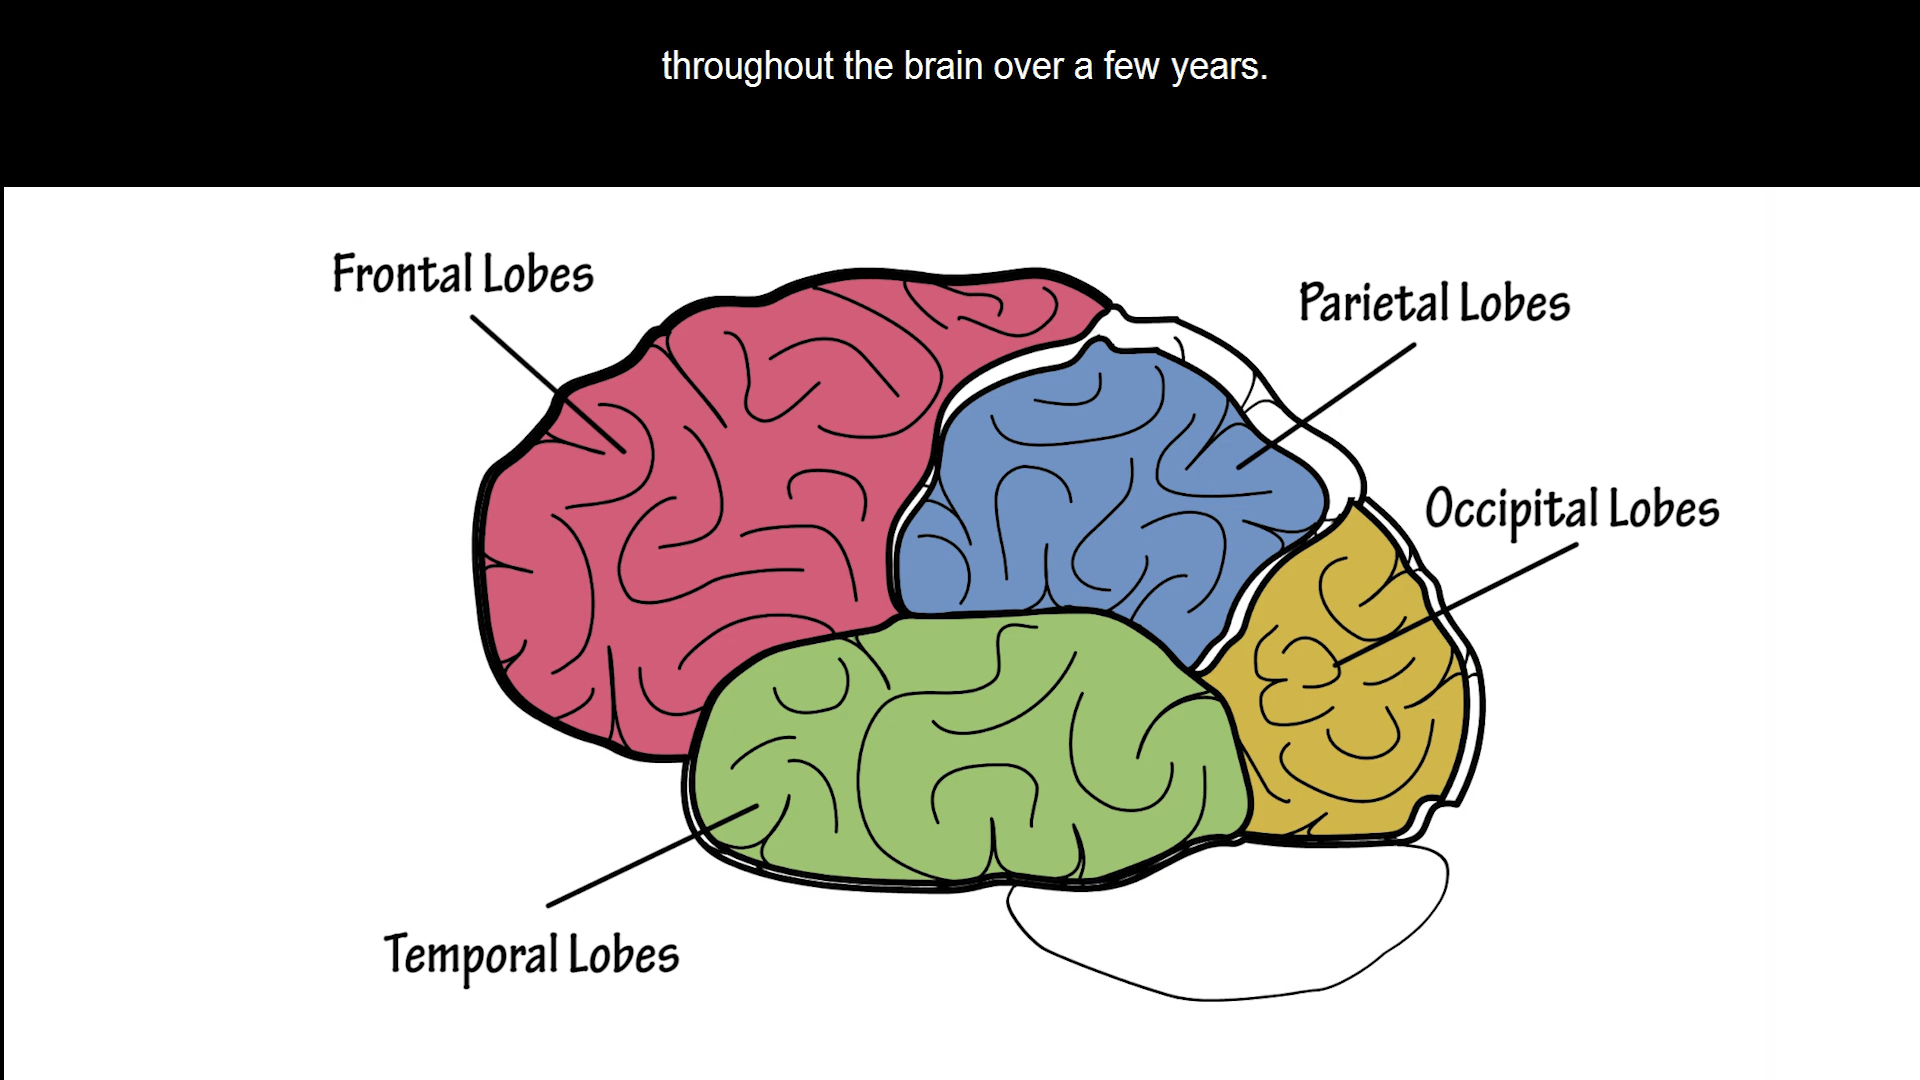 throughout the brain over a few years.
Frontal Lobes
Parietal Lobes
Occipital Lobes
Temporal Lobes